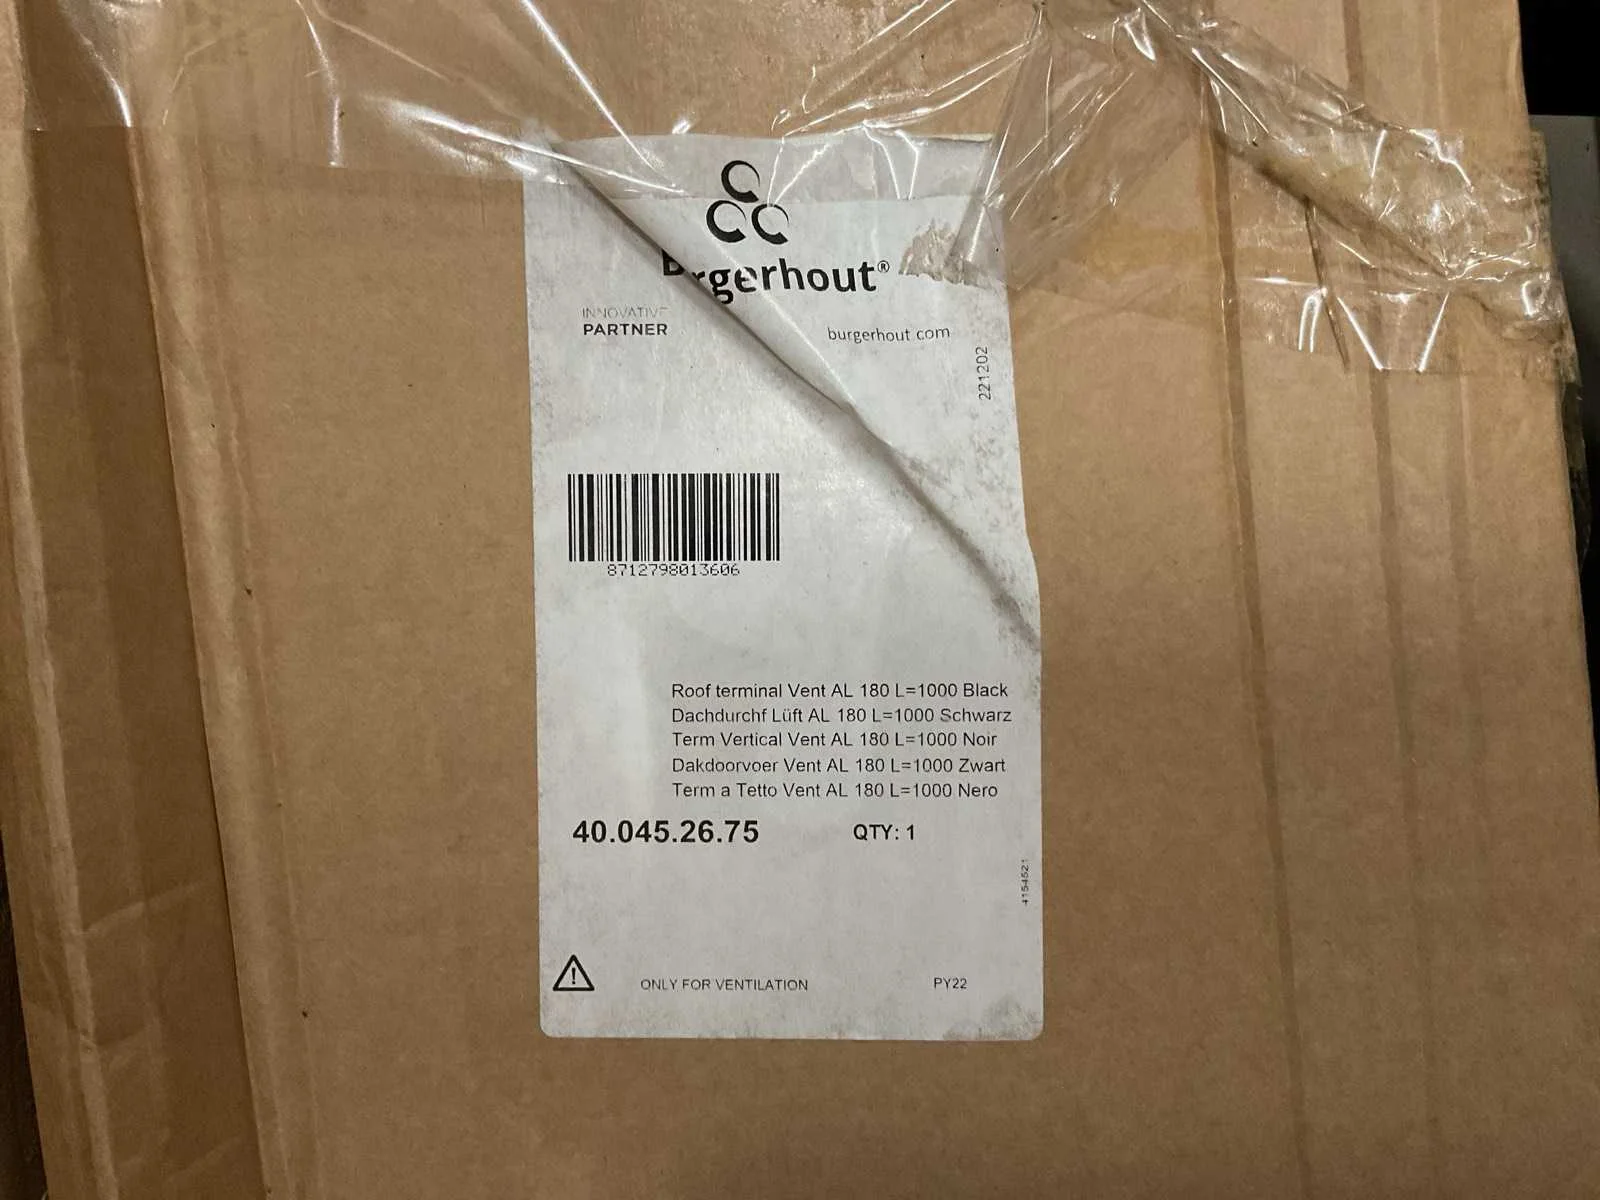 Burgerhout®
INNOVATIVE
PARTNER
burgerhout.com
221202
8712798013606
Roof terminal Vent AL 180 L=1000 Black
Dachdurchf Lüft AL 180 L=1000 Schwarz
Term Vertical Vent AL 180 L=1000 Noir
Dakdoorvoer Vent AL 180 L=1000 Zwart
Term a Tetto Vent AL 180 L=1000 Nero
40.045.26.75 QTY: 1
4154521
ONLY FOR VENTILATION PY22